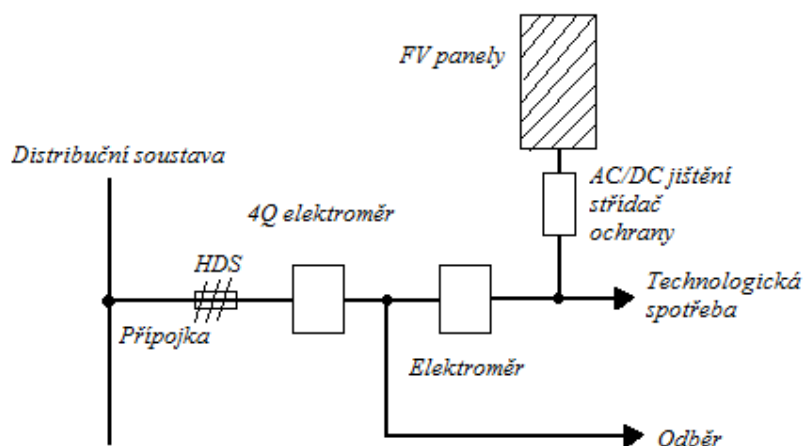 FV panely
Distribuční soustava
AC/DC jištění
střídač
ochrany
4Q elektroměr
HDS
Technologická
spotřeba
Přípojka
Elektroměr
Odběr